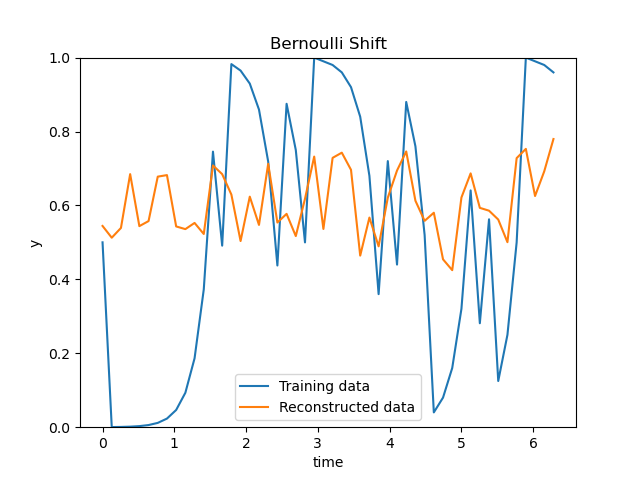 Bernoulli Shift
1.0
0.8
0.6
0.4
0.2
0.0
y
Training data
Reconstructed data
0 1 2 3 4 5 6
time